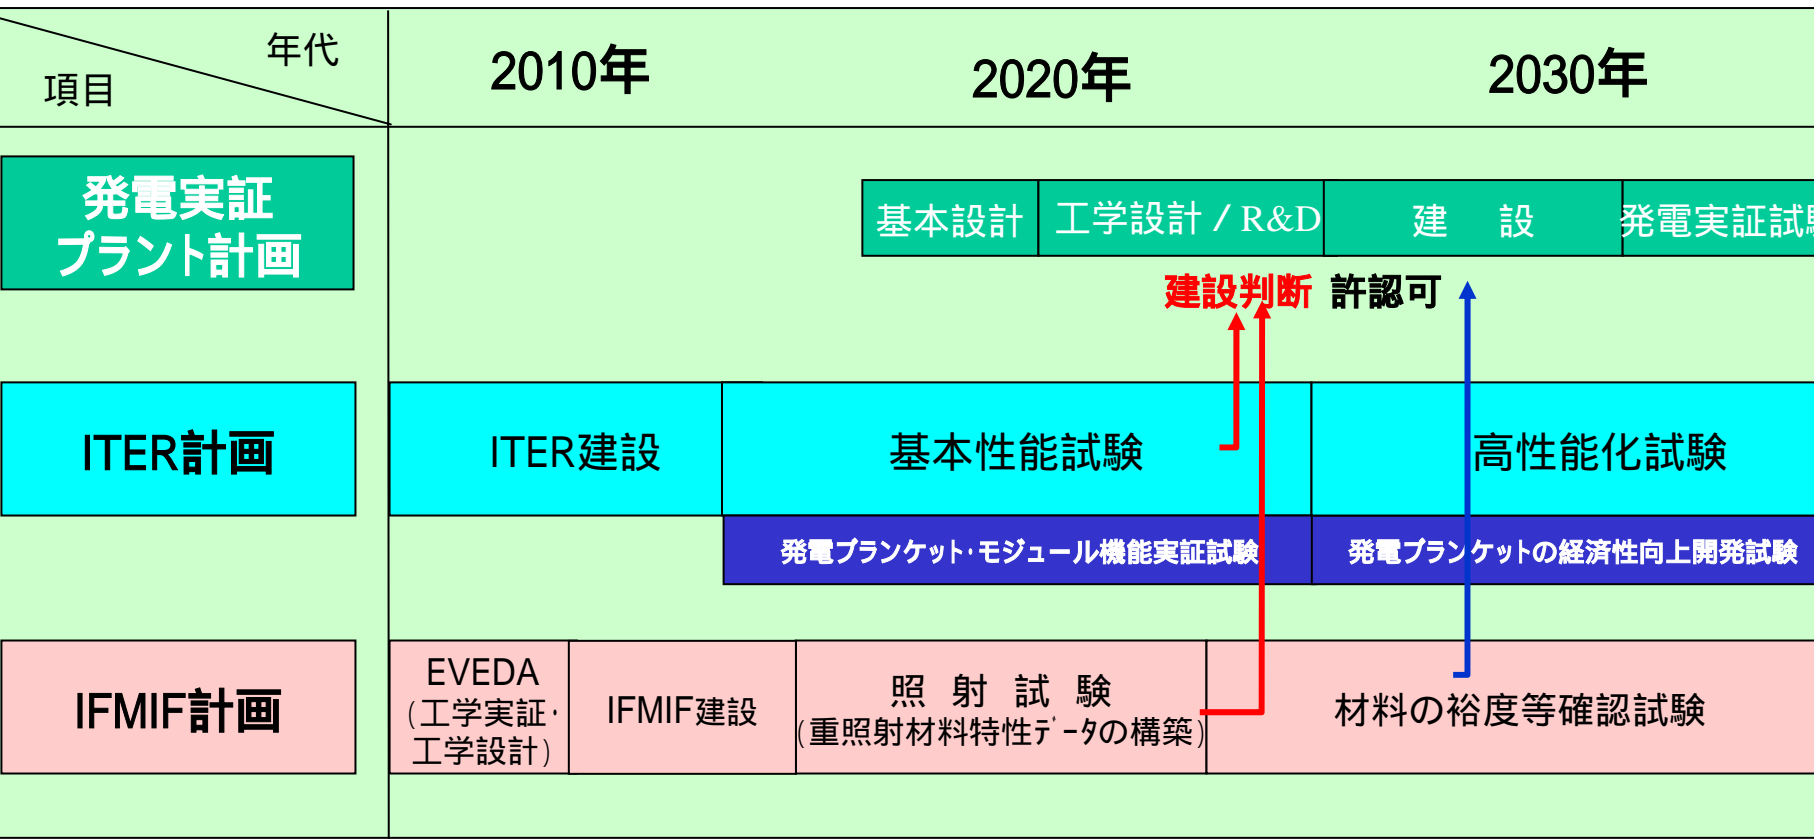 年代
項目
2010年
2020年
2030年
発電実証
プラント計画
基本設計
工学設計 / R&D
建　設
発電実証試験
建設判断 許認可
ITER計画
ITER建設
基本性能試験
高性能化試験
発電ブランケット・モジュール機能実証試験
発電ブランケットの経済性向上開発試験
IFMIF計画
EVEDA
(工学実証・
工学設計)
IFMIF建設
照 射 試 験
(重照射材料特性ﾃﾞｰﾀの構築)
材料の裕度等確認試験